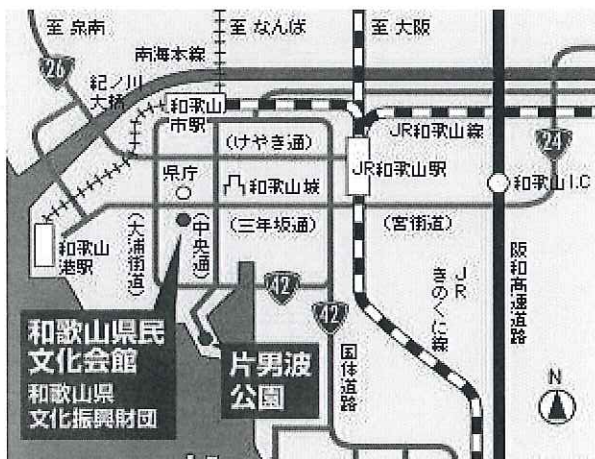 至 泉南
至 なんば
至 大阪
南海本線
26
紀ノ川
大橋
和歌山
市駅
JR和歌山線
24
(けやき通)
県庁
和歌山城
JR和歌山駅
和歌山I.C
(大浦街道)
(中央通)
(三年坂通)
(宮街道)
和歌山
港駅
阪和高速道路
JR
きのくに線
42
42
国体道路
和歌山県民
文化会館
和歌山県
文化振興財団
片男波
公園
N